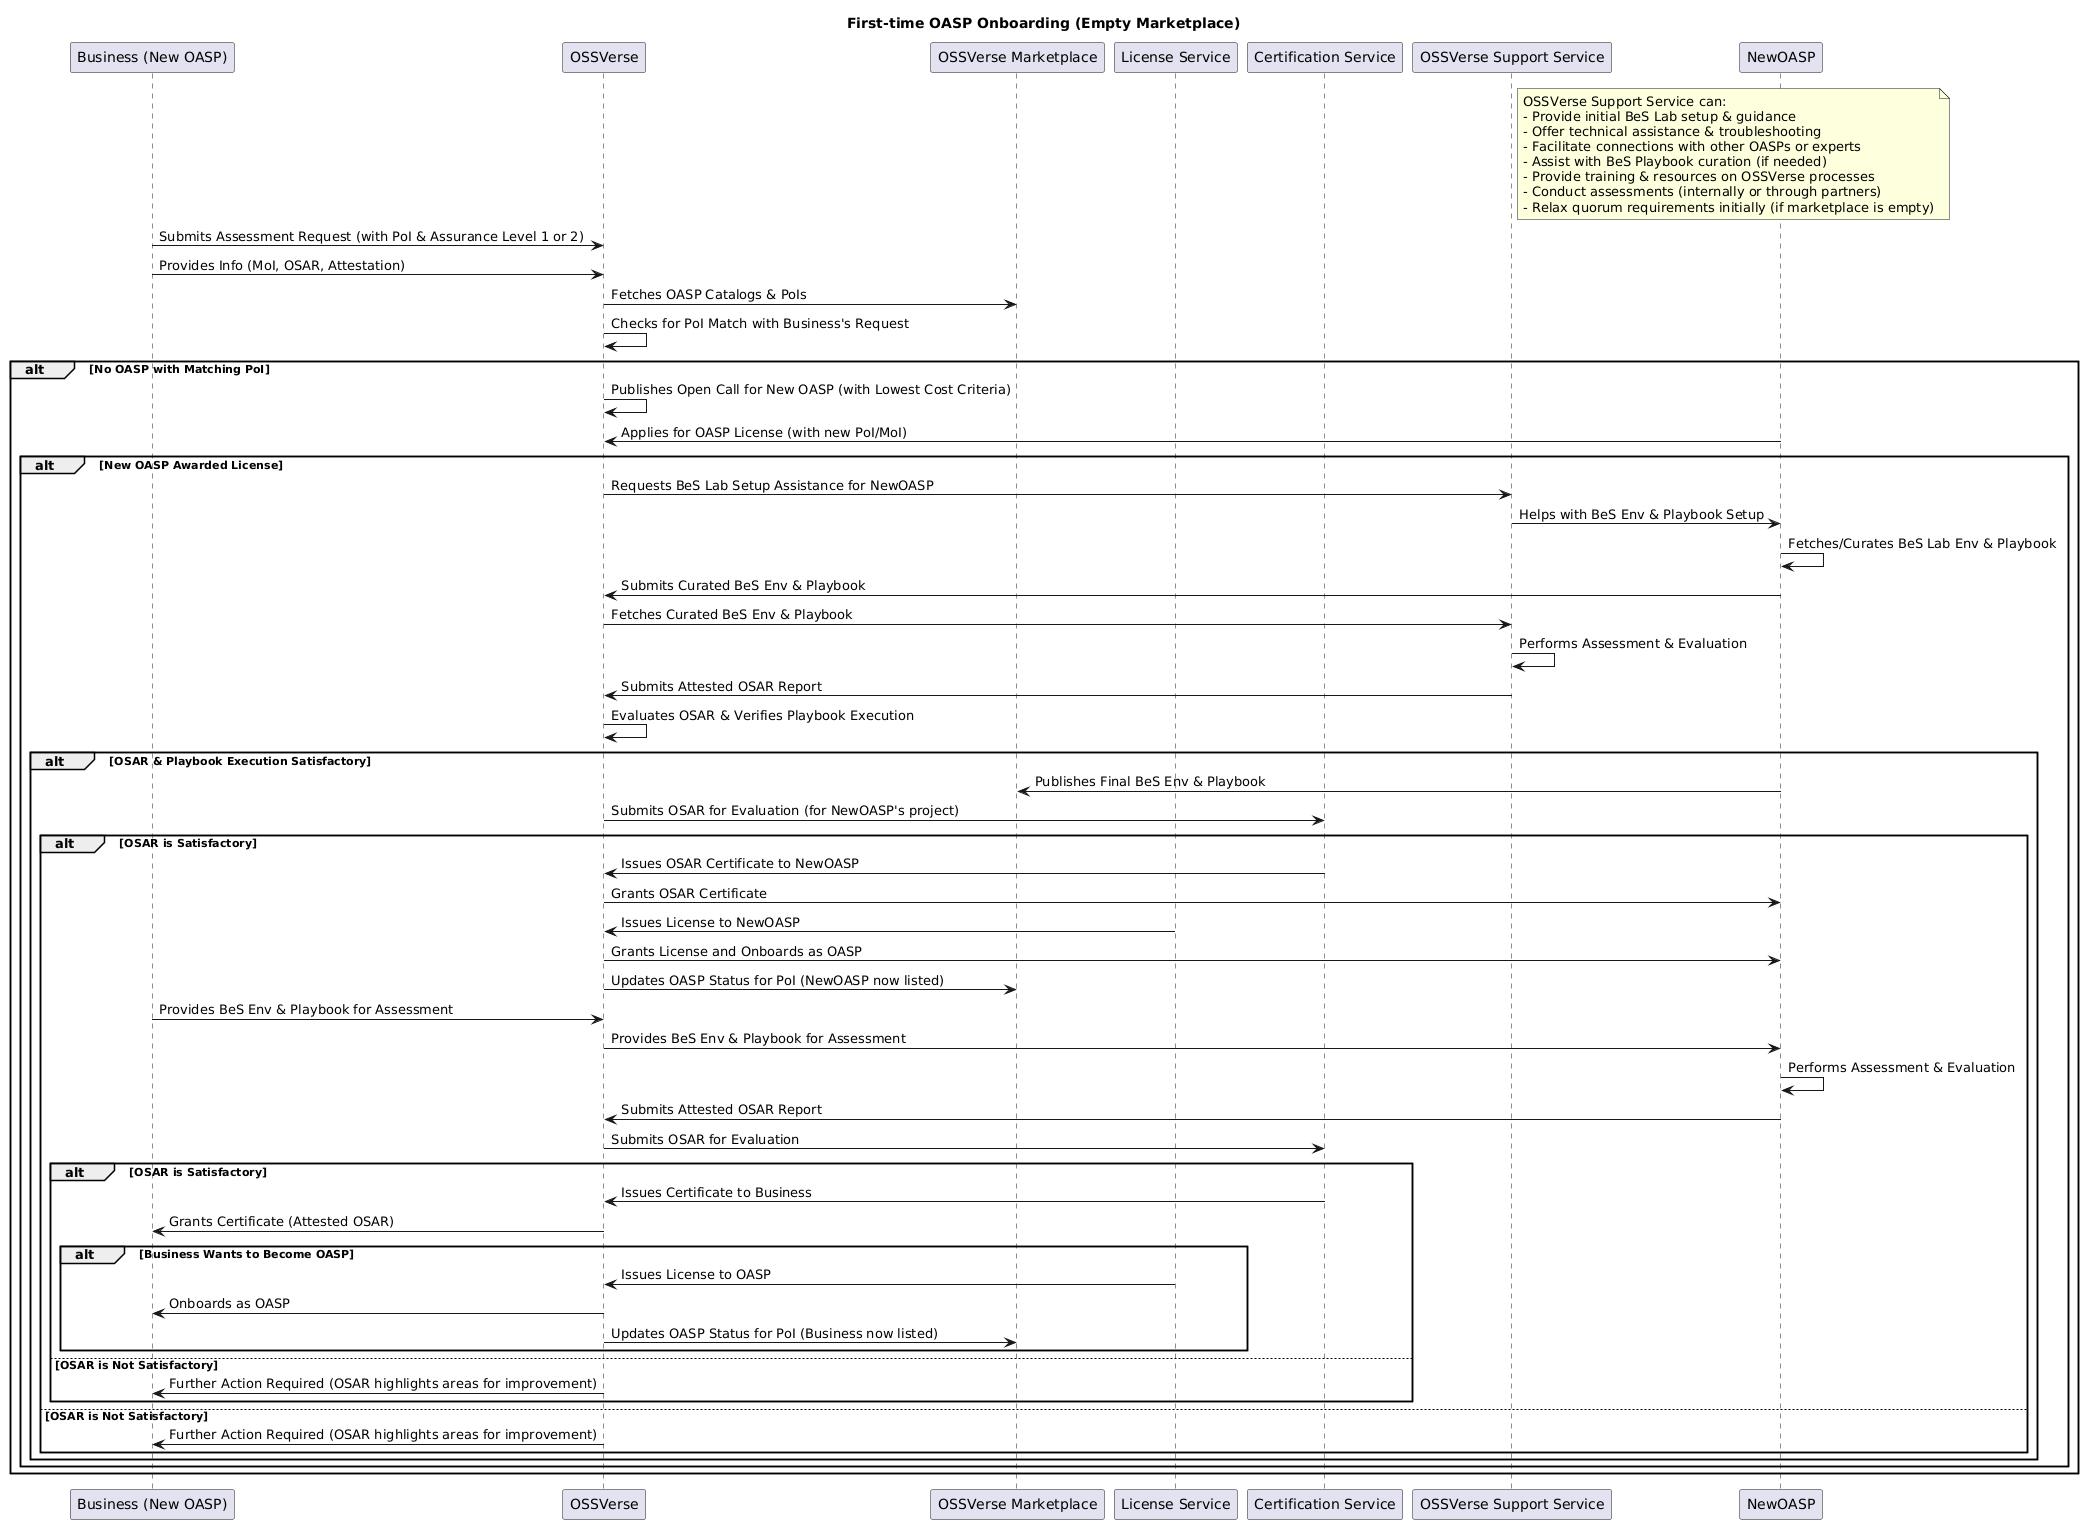 First-time OASP Onboarding (Empty Marketplace)
Business (New OASP)
OSSVerse
OSSVerse Marketplace
License Service
Certification Service
OSSVerse Support Service
NewOASP
OSSVerse Support Service can:
- Provide initial BeS Lab setup & guidance
- Offer technical assistance & troubleshooting
- Facilitate connections with other OASPs or experts
- Assist with BeS Playbook curation (if needed)
- Provide training & resources on OSSVerse processes
- Conduct assessments (internally or through partners)
- Relax quorum requirements initially (if marketplace is empty)
Submits Assessment Request (with PoI & Assurance Level 1 or 2)
Provides Info (MoI, OSAR, Attestation)
Fetches OASP Catalogs & PoIs
Checks for PoI Match with Business's Request
alt [No OASP with Matching PoI]
Publishes Open Call for New OASP (with Lowest Cost Criteria)
Applies for OASP License (with new PoI/MoI)
alt [New OASP Awarded License]
Requests BeS Lab Setup Assistance for NewOASP
Helps with BeS Env & Playbook Setup
Fetches/Curates BeS Lab Env & Playbook
Submits Curated BeS Env & Playbook
Fetches Curated BeS Env & Playbook
Performs Assessment & Evaluation
Submits Attested OSAR Report
Evaluates OSAR & Verifies Playbook Execution
alt [OSAR & Playbook Execution Satisfactory]
Publishes Final BeS Env & Playbook
Submits OSAR for Evaluation (for NewOASP's project)
alt [OSAR is Satisfactory]
Issues OSAR Certificate to NewOASP
Grants OSAR Certificate
Issues License to NewOASP
Grants License and Onboards as OASP
Updates OASP Status for PoI (NewOASP now listed)
Provides BeS Env & Playbook for Assessment
Provides BeS Env & Playbook for Assessment
Performs Assessment & Evaluation
Submits Attested OSAR Report
Submits OSAR for Evaluation
alt [OSAR is Satisfactory]
Issues Certificate to Business
Grants Certificate (Attested OSAR)
alt [Business Wants to Become OASP]
Issues License to OASP
Onboards as OASP
Updates OASP Status for PoI (Business now listed)
[OSAR is Not Satisfactory]
Further Action Required (OSAR highlights areas for improvement)
[OSAR is Not Satisfactory]
Further Action Required (OSAR highlights areas for improvement)
Business (New OASP)
OSSVerse
OSSVerse Marketplace
License Service
Certification Service
OSSVerse Support Service
NewOASP